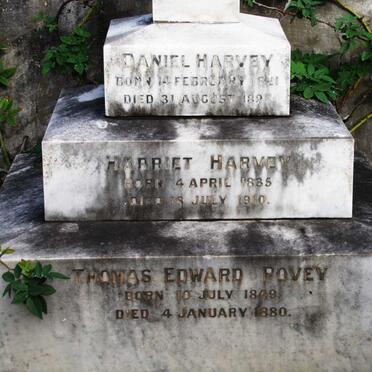 DANIEL HARVEY
BORN 14 FEBRUARY
DIED 31 AUGUST
HARRIET HARVEY
BORN 4 APRIL 1835
JULY 1910.
THOMAS EDWARD POVEY
BORN 10 JULY 1849.
DIED 4 JANUARY 1880.